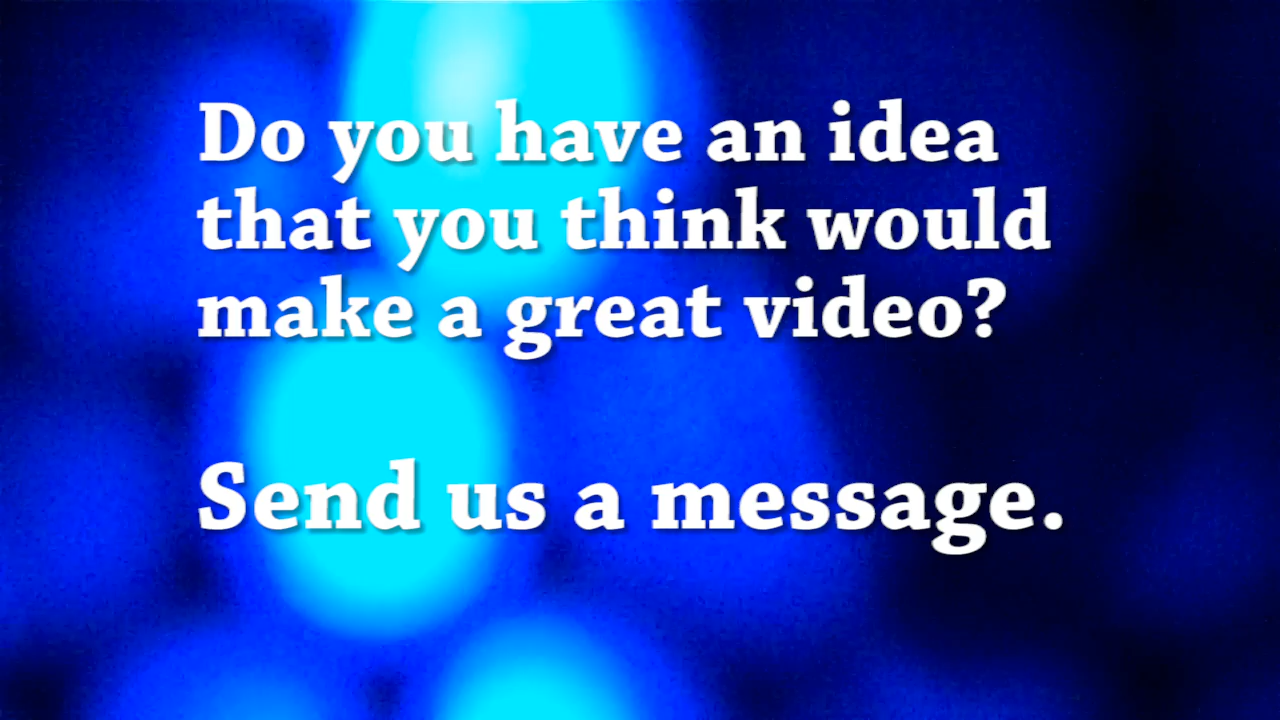 Do you have an idea
that you think would
make a great video?
Send us a message.